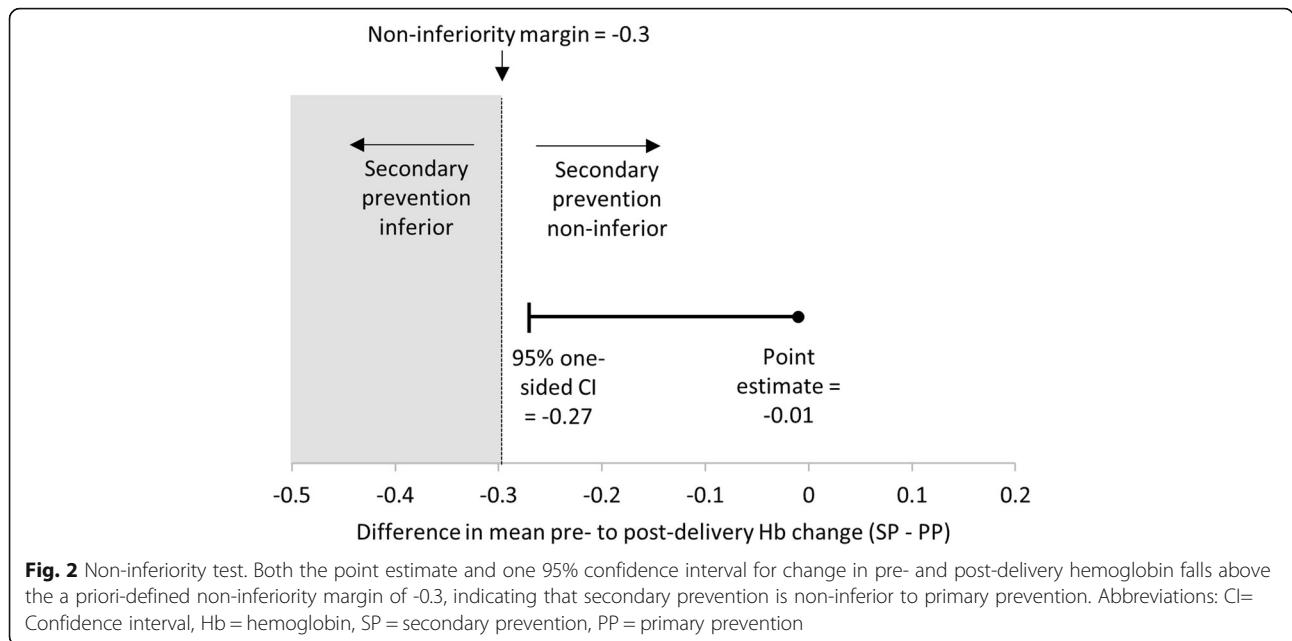 Non-inferiority margin = -0.3
Secondary
prevention
inferior
Secondary
prevention
non-inferior
95% one-
sided CI
= -0.27
Point
estimate =
-0.01
-0.5 -0.4 -0.3 -0.2 -0.1 0 0.1 0.2
Difference in mean pre- to post-delivery Hb change (SP - PP)
Fig. 2 Non-inferiority test. Both the point estimate and one 95% confidence interval for change in pre- and post-delivery hemoglobin falls above
the a priori-defined non-inferiority margin of -0.3, indicating that secondary prevention is non-inferior to primary prevention. Abbreviations: CI=
Confidence interval, Hb = hemoglobin, SP = secondary prevention, PP = primary prevention